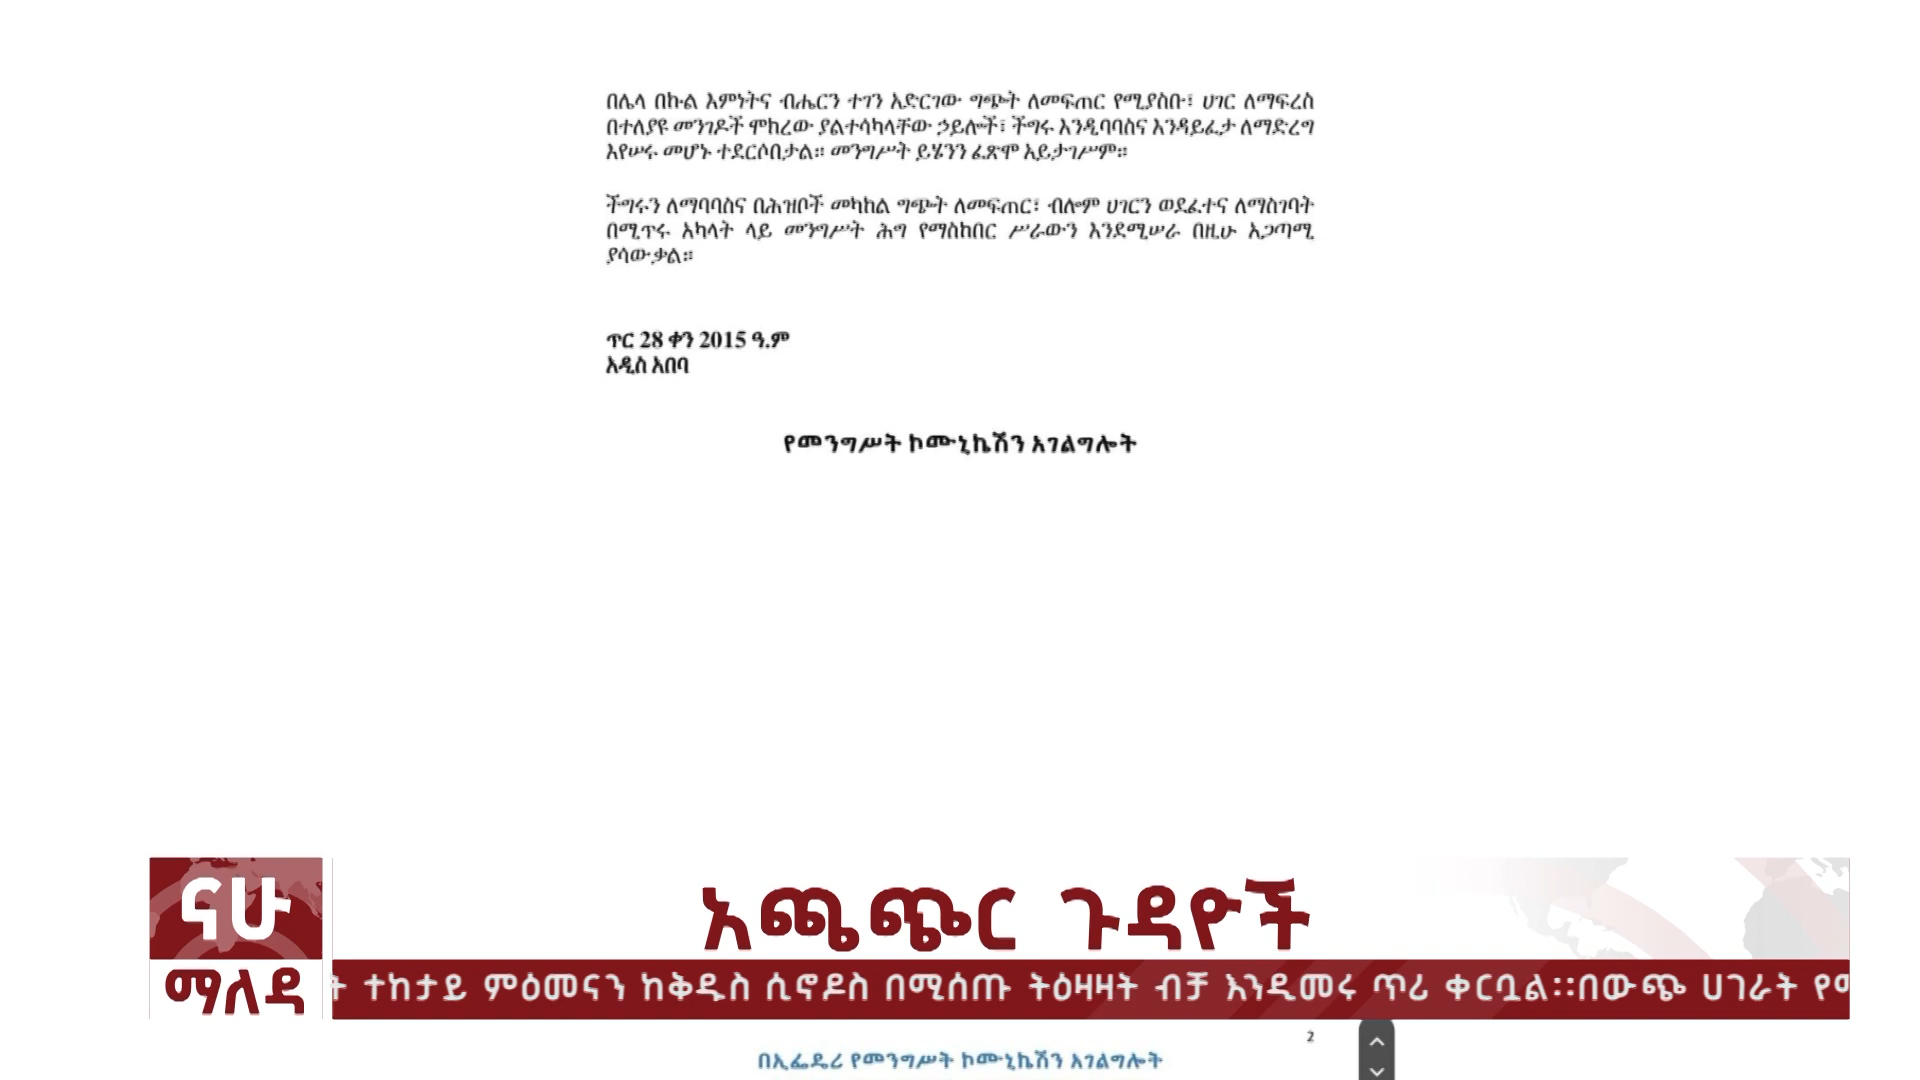 በሌላ በኩል እምነትና ብሔርን ተገን አድርገው ግጭት ለመፍጠር የሚያስቡ፣ ሀገር ለማፍረስ
በተለያዩ መንገዶች ሞክረው ያልተሳካላቸው ኃይሎች፣ ችግሩ እንዲባባስና እንዳይፈታ ለማድረግ
እየሠሩ መሆኑ ተደርሶበታል። መንግሥት ይሄንን ፈጽሞ አይታገሥም።
ችግሩን ለማባባስና በሕዝቦች መካከል ግጭት ለመፍጠር፣ ብሎም ሀገርን ወደፈተና ለማስገባት
በሚጥሩ አካላት ላይ መንግሥት ሕግ የማስከበር ሥራውን እንደሚሠራ በዚሁ አጋጣሚ
ያሳውቃል።
ጥር 28 ቀን 2015 ዓ.ም
አዲስ አበባ
የመንግሥት ኮሙኒኬሽን አገልግሎት
ናሁ
ማለዳ
አጫጭር ጉዳዮች
ት ተከታይ ምዕመናን ከቅዱስ ሲኖዶስ በሚሰጡ ትዕዛዛት ብቻ እንዲመሩ ጥሪ ቀርቧል::በውጭ ሀገራት የሚ
2
በኢፌዴሪ የመንግሥት ኮሙኒኬሽን አገልግሎት